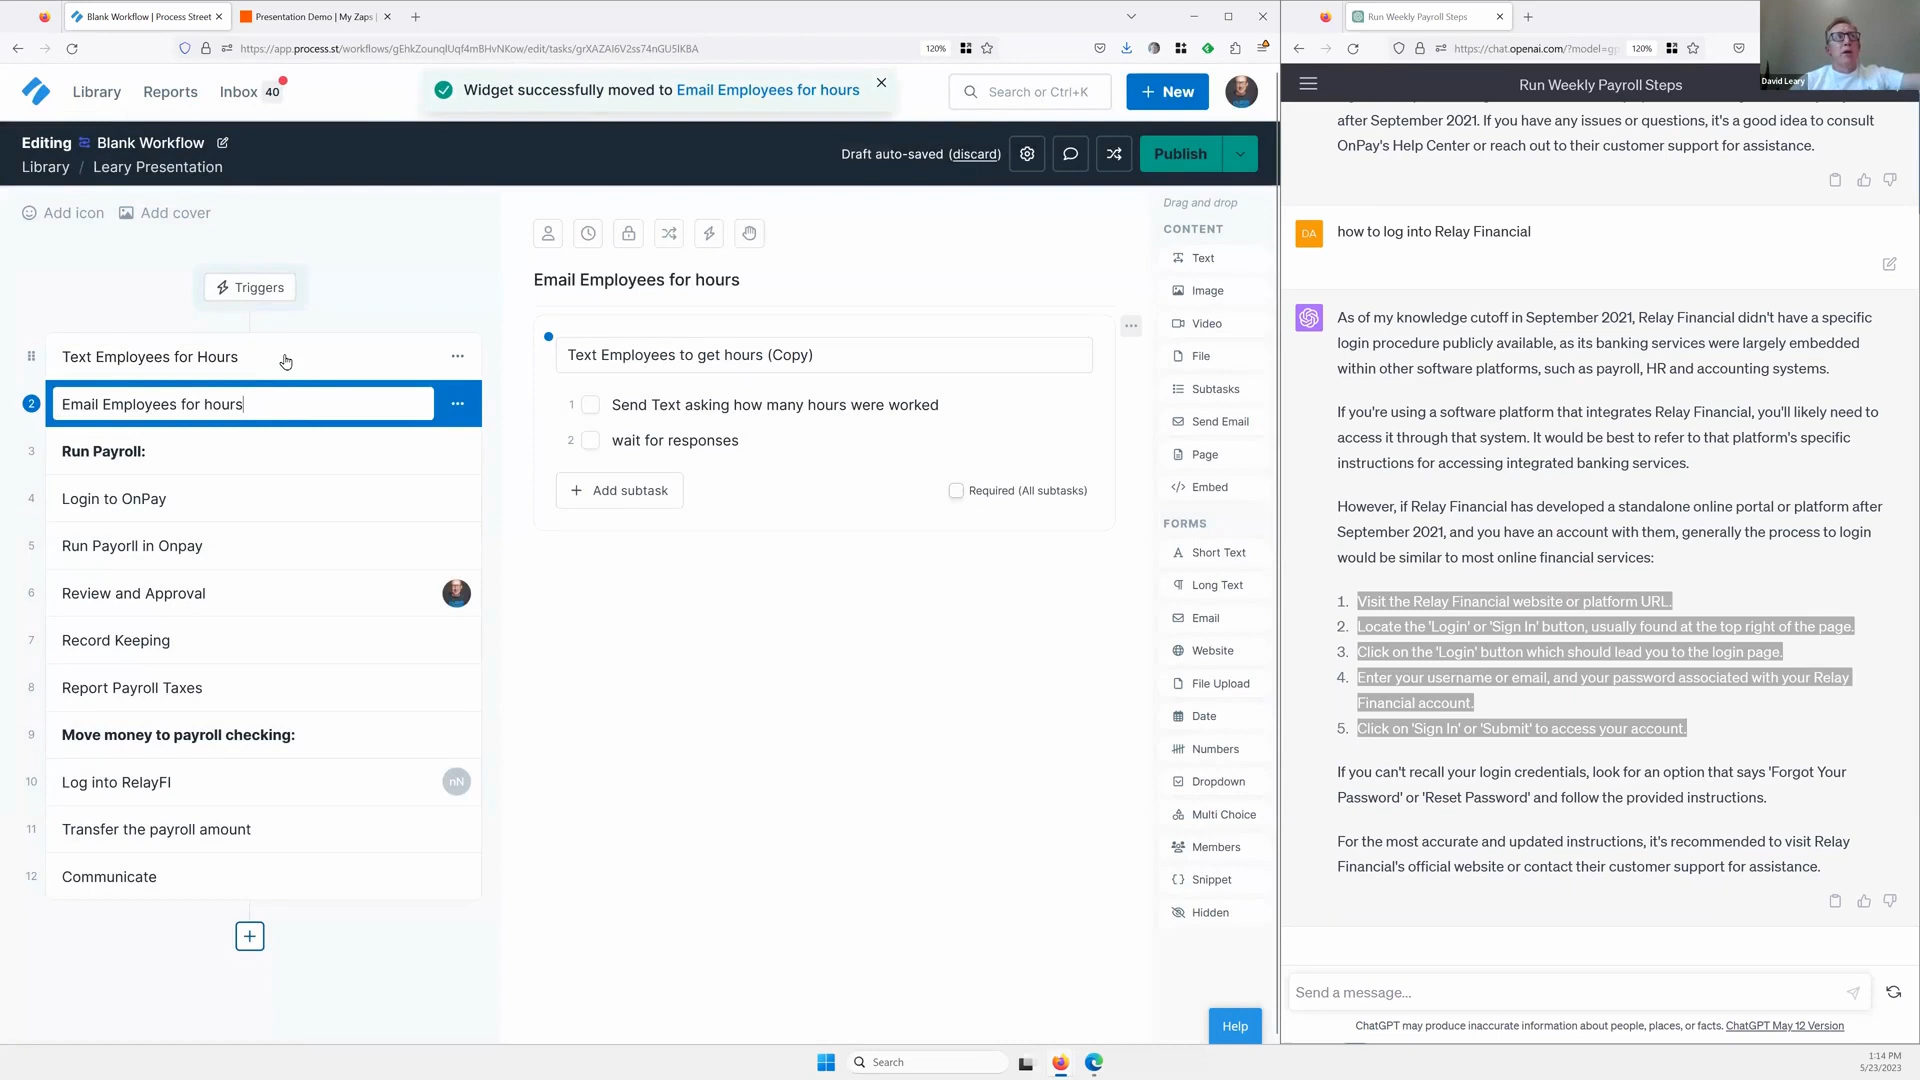 Blank Workflow | Process Street
Presentation Demo | My Zaps |
https://app.process.st/workflows/gEhkZounqlUqf4mBHvNKow/edit/tasks/grXAZAI6V2ss74nGU5lKBA
120%
Library
Reports
Inbox
40
Widget successfully moved to Email Employees for hours
Search or Ctrl+K
New
Editing
Blank Workflow
Library / Leary Presentation
Draft auto-saved (discard)
Publish
Add icon
Add cover
Triggers
Text Employees for Hours
2
Email Employees for hours
3
Run Payroll:
4
Login to OnPay
5
Run Payorll in Onpay
6
Review and Approval
7
Record Keeping
8
Report Payroll Taxes
9
Move money to payroll checking:
10
Log into RelayFI
nN
11
Transfer the payroll amount
12
Communicate
Email Employees for hours
Text Employees to get hours (Copy)
1
Send Text asking how many hours were worked
2
wait for responses
Add subtask
Required (All subtasks)
Drag and drop
CONTENT
Text
Image
Video
File
Subtasks
Send Email
Page
Embed
FORMS
Short Text
Long Text
Email
Website
File Upload
Date
Numbers
Dropdown
Multi Choice
Members
Snippet
Hidden
Help
Run Weekly Payroll Steps
https://chat.openai.com/?model=gp
120%
David Leary
Run Weekly Payroll Steps
after September 2021. If you have any issues or questions, it's a good idea to consult
OnPay's Help Center or reach out to their customer support for assistance.
DA
how to log into Relay Financial
As of my knowledge cutoff in September 2021, Relay Financial didn't have a specific
login procedure publicly available, as its banking services were largely embedded
within other software platforms, such as payroll, HR and accounting systems.
If you're using a software platform that integrates Relay Financial, you'll likely need to
access it through that system. It would be best to refer to that platform's specific
instructions for accessing integrated banking services.
However, if Relay Financial has developed a standalone online portal or platform after
September 2021, and you have an account with them, generally the process to login
would be similar to most online financial services:
1. Visit the Relay Financial website or platform URL.
2. Locate the 'Login' or 'Sign In' button, usually found at the top right of the page.
3. Click on the 'Login' button which should lead you to the login page.
4. Enter your username or email, and your password associated with your Relay
Financial account.
5. Click on 'Sign In' or 'Submit' to access your account.
If you can't recall your login credentials, look for an option that says 'Forgot Your
Password' or 'Reset Password' and follow the provided instructions.
For the most accurate and updated instructions, it's recommended to visit Relay
Financial's official website or contact their customer support for assistance.
Send a message...
ChatGPT may produce inaccurate information about people, places, or facts. ChatGPT May 12 Version
Search
1:14 PM
5/23/2023